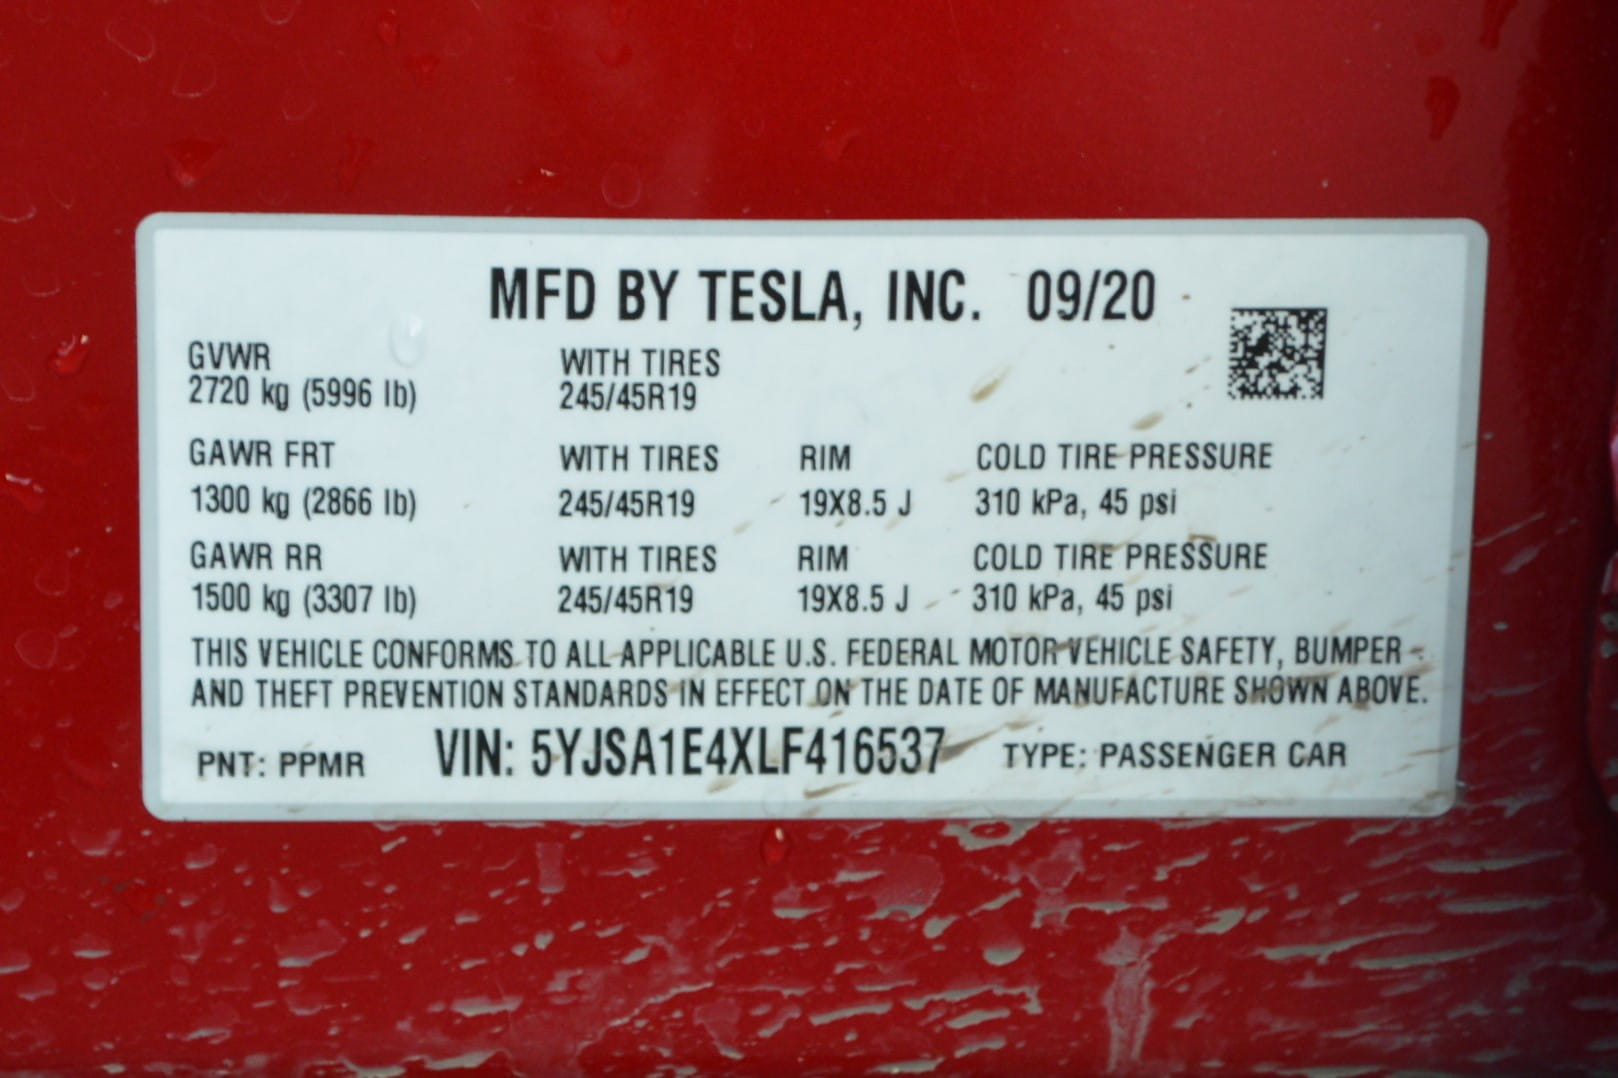 MFD BY TESLA, INC. 09/20
GVWR WITH TIRES
2720 kg (5996 lb) 245/45R19
GAWR FRT WITH TIRES RIM COLD TIRE PRESSURE
1300 kg (2866 lb) 245/45R19 19X8.5 J 310 kPa, 45 psi
GAWR RR WITH TIRES RIM COLD TIRE PRESSURE
1500 kg (3307 lb) 245/45R19 19X8.5 J 310 kPa, 45 psi
THIS VEHICLE CONFORMS TO ALL APPLICABLE U.S. FEDERAL MOTOR VEHICLE SAFETY, BUMPER
AND THEFT PREVENTION STANDARDS IN EFFECT ON THE DATE OF MANUFACTURE SHOWN ABOVE.
PNT: PPMR VIN: 5YJSA1E4XLF416537 TYPE: PASSENGER CAR